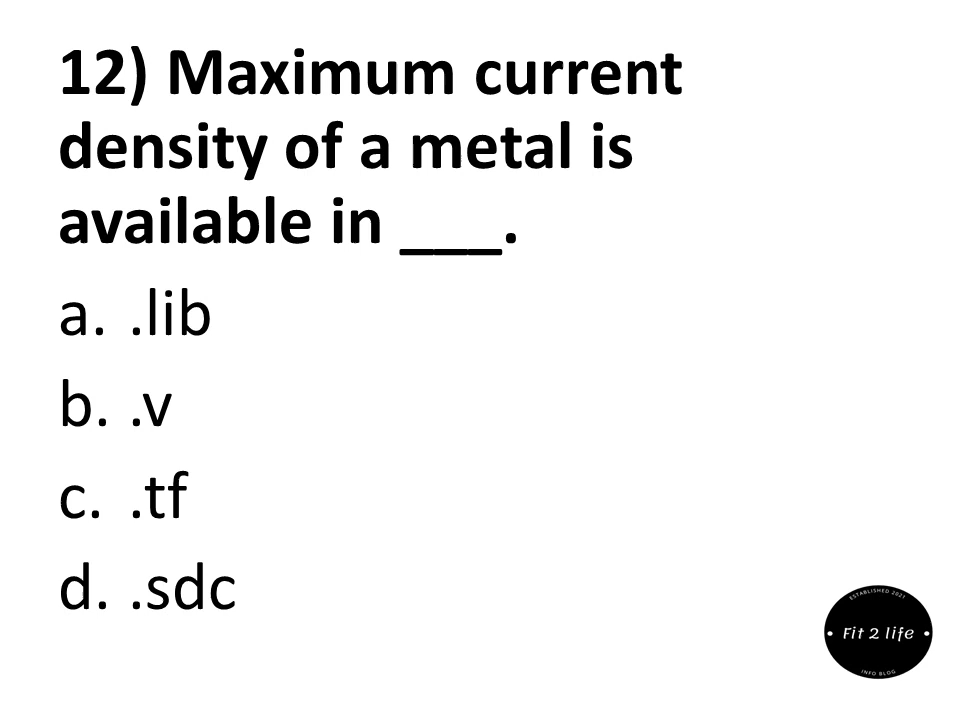 12) Maximum current
density of a metal is
available in ___.
a. .lib
b. .v
c. .tf
d. .sdc
ESTABLISHED 2021
Fit 2 life
INFO BLOG